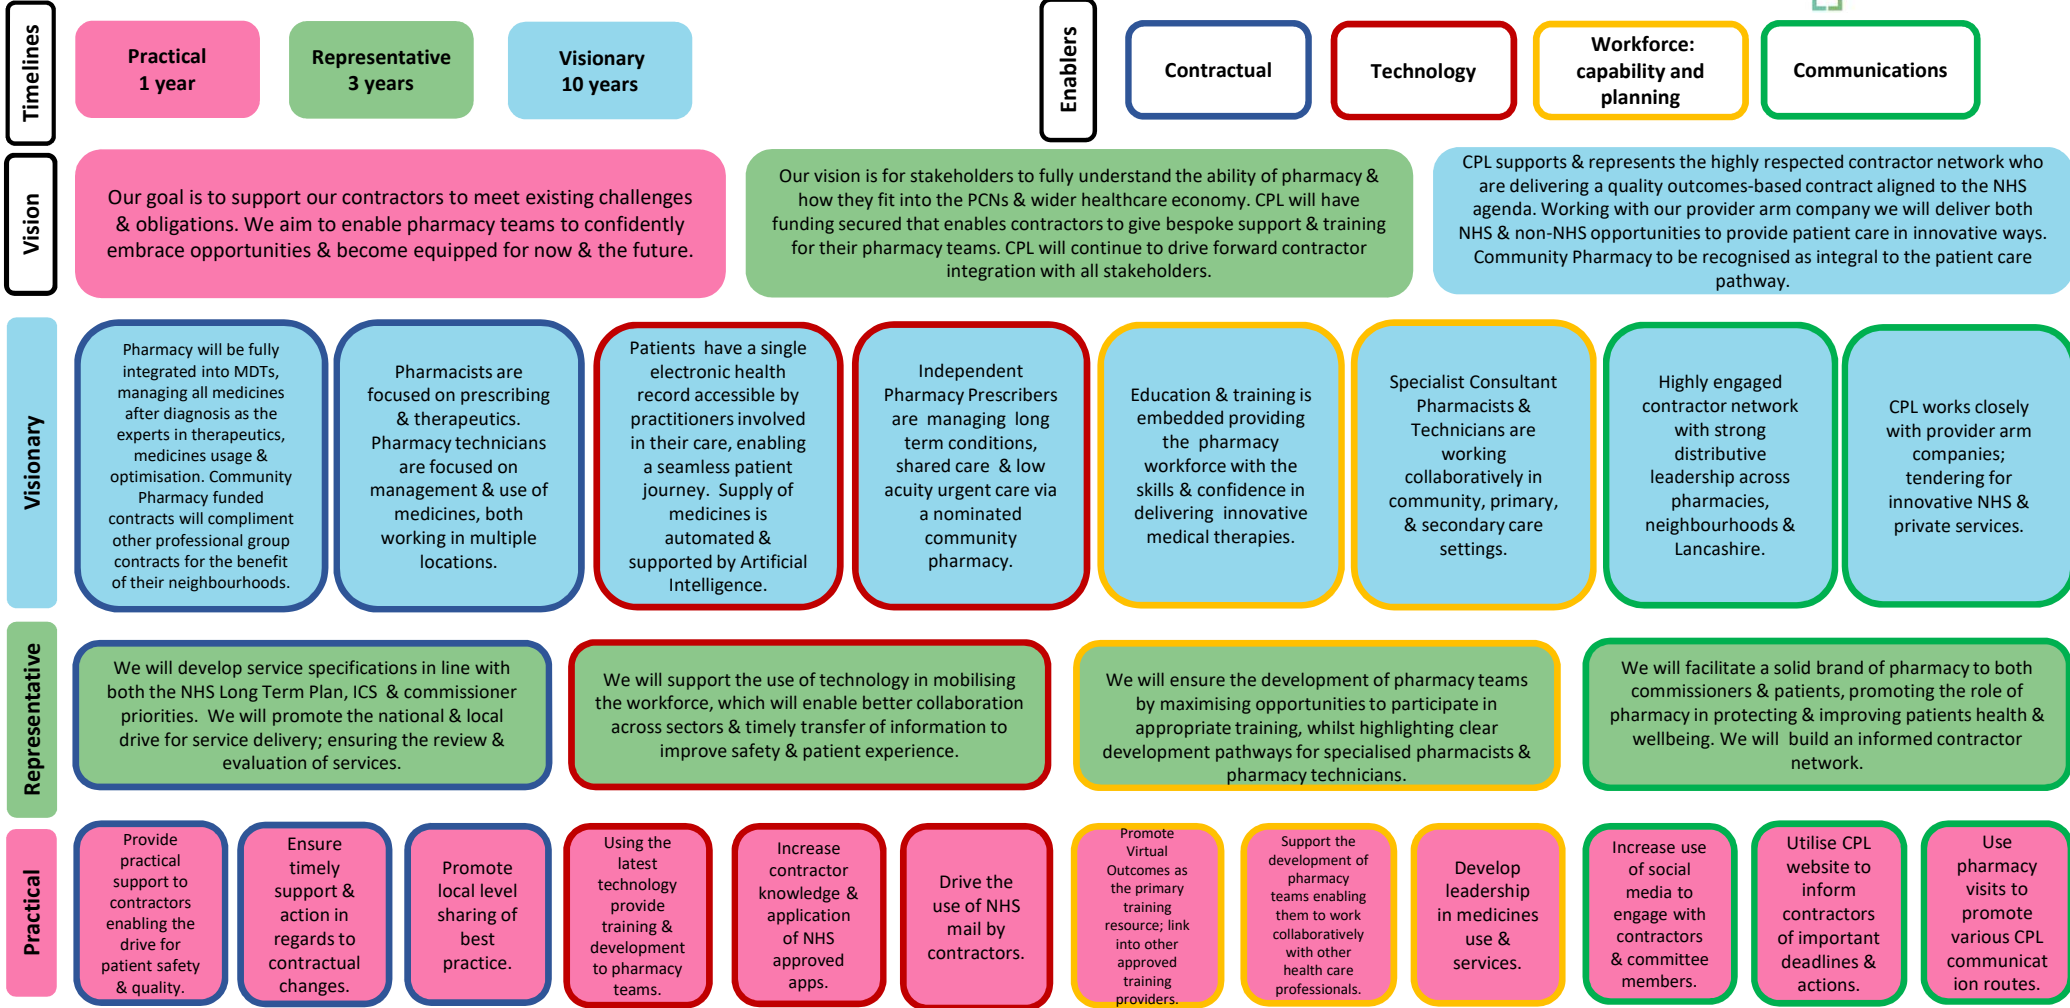 Timelines
Practical
1 year
Representative
3 years
Visionary
10 years
Enablers
Contractual
Technology
Workforce:
capability and
planning
Communications
Vision
Our goal is to support our contractors to meet existing challenges
& obligations. We aim to enable pharmacy teams to confidently
embrace opportunities & become equipped for now & the future.
Our vision is for stakeholders to fully understand the ability of pharmacy &
how they fit into the PCNs & wider healthcare economy. CPL will have
funding secured that enables contractors to give bespoke support & training
for their pharmacy teams. CPL will continue to drive forward contractor
integration with all stakeholders.
CPL supports & represents the highly respected contractor network who
are delivering a quality outcomes-based contract aligned to the NHS
agenda. Working with our provider arm company we will deliver both
NHS & non-NHS opportunities to provide patient care in innovative ways.
Community Pharmacy to be recognised as integral to the patient care
pathway.
Visionary
Pharmacy will be fully
integrated into MDTs,
managing all medicines
after diagnosis as the
experts in therapeutics,
medicines usage &
optimisation. Community
Pharmacy funded
contracts will compliment
other professional group
contracts for the benefit
of their neighbourhoods.
Pharmacists are
focused on prescribing
& therapeutics.
Pharmacy technicians
are focused on
management & use of
medicines, both
working in multiple
locations.
Patients have a single
electronic health
record accessible by
practitioners involved
in their care, enabling
a seamless patient
journey. Supply of
medicines is
automated &
supported by Artificial
Intelligence.
Independent
Pharmacy Prescribers
are managing long
term conditions,
shared care & low
acuity urgent care via
a nominated
community
pharmacy.
Education & training is
embedded providing
the pharmacy
workforce with the
skills & confidence in
delivering innovative
medical therapies.
Specialist Consultant
Pharmacists &
Technicians are
working
collaboratively in
community, primary,
& secondary care
settings.
Highly engaged
contractor network
with strong
distributive
leadership across
pharmacies,
neighbourhoods &
Lancashire.
CPL works closely
with provider arm
companies;
tendering for
innovative NHS &
private services.
Representative
We will develop service specifications in line with
both the NHS Long Term Plan, ICS & commissioner
priorities. We will promote the national & local
drive for service delivery; ensuring the review &
evaluation of services.
We will support the use of technology in mobilising
the workforce, which will enable better collaboration
across sectors & timely transfer of information to
improve safety & patient experience.
We will ensure the development of pharmacy teams
by maximising opportunities to participate in
appropriate training, whilst highlighting clear
development pathways for specialised pharmacists &
pharmacy technicians.
We will facilitate a solid brand of pharmacy to both
commissioners & patients, promoting the role of
pharmacy in protecting & improving patients health &
wellbeing. We will build an informed contractor
network.
Practical
Provide
practical
support to
contractors
enabling the
drive for
patient safety
& quality.
Ensure
timely
support &
action in
regards to
contractual
changes.
Promote
local level
sharing of
best
practice.
Using the
latest
technology
provide
training &
development
to pharmacy
teams.
Increase
contractor
knowledge &
application
of NHS
approved
apps.
Drive the
use of NHS
mail by
contractors.
Promote
Virtual
Outcomes as
the primary
training
resource; link
into other
approved
training
providers.
Support the
development of
pharmacy
teams enabling
them to work
collaboratively
with other
health care
professionals.
Develop
leadership
in medicines
use &
services.
Increase use
of social
media to
engage with
contractors
& committee
members.
Utilise CPL
website to
inform
contractors
of important
deadlines &
actions.
Use
pharmacy
visits to
promote
various CPL
communicat
ion routes.